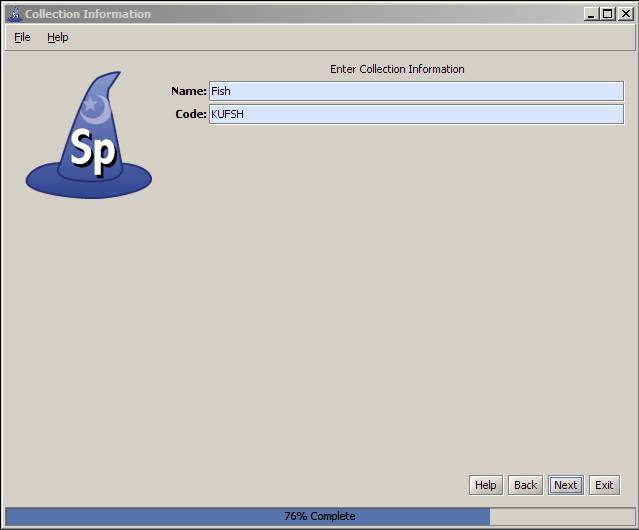 Collection Information
File Help
Enter Collection Information
Name: Fish
Code: KUFSH
Sp
Help Back Next Exit
76% Complete